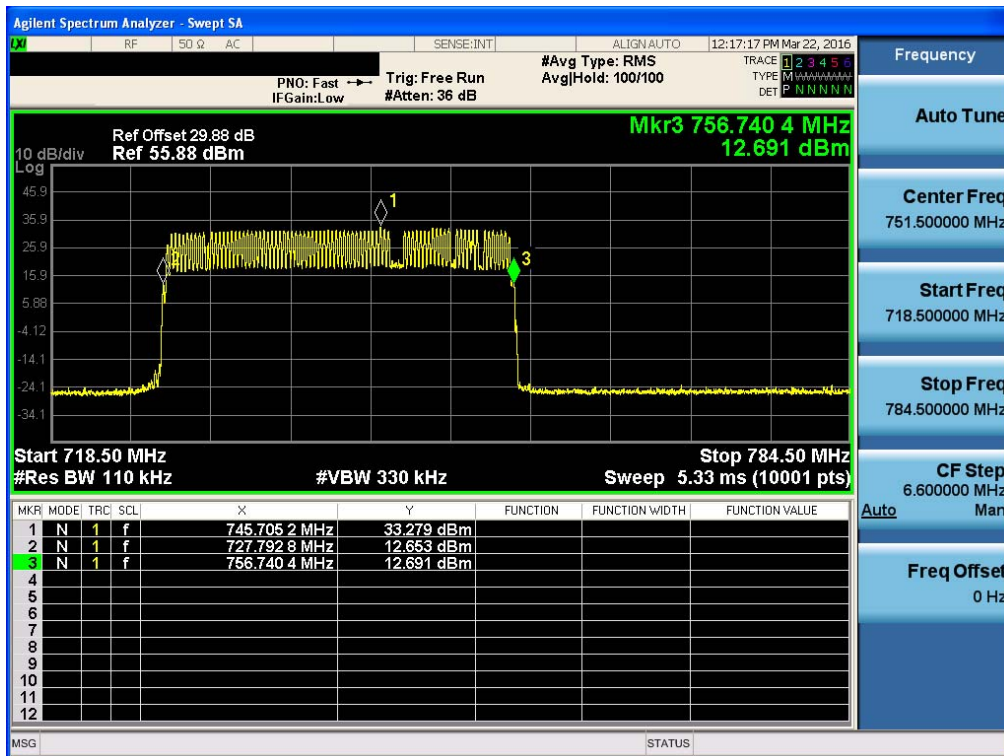 Agilent Spectrum Analyzer - Swept SA
LXI RF 50 Ω AC SENSE:INT ALIGNAUTO 12:17:17 PM Mar 22, 2016
Frequency
#Avg Type: RMS TRACE 1 2 3 4 5 6
PNO: Fast Trig: Free Run Avg|Hold: 100/100 TYPE M
IFGain:Low #Atten: 36 dB DET P N N N N N
Auto Tune
Mkr3 756.740 4 MHz
Ref Offset 29.88 dB
10 dB/div Ref 55.88 dBm 12.691 dBm
Log
45.9
35.9
25.9
15.9
5.88
-4.12
-14.1
-24.1
-34.1
1
2
3
Center Freq
751.500000 MHz
Start Freq
718.500000 MHz
Stop Freq
784.500000 MHz
Start 718.50 MHz Stop 784.50 MHz
#Res BW 110 kHz #VBW 330 kHz Sweep 5.33 ms (10001 pts)
CF Step
6.600000 MHz
Auto Man
Freq Offset
0 Hz
MKR MODE TRC SCL X Y FUNCTION FUNCTION WIDTH FUNCTION VALUE
1 N 1 f 745.705 2 MHz 33.279 dBm
2 N 1 f 727.792 8 MHz 12.653 dBm
3 N 1 f 756.740 4 MHz 12.691 dBm
4
5
6
7
8
9
10
11
12
MSG STATUS